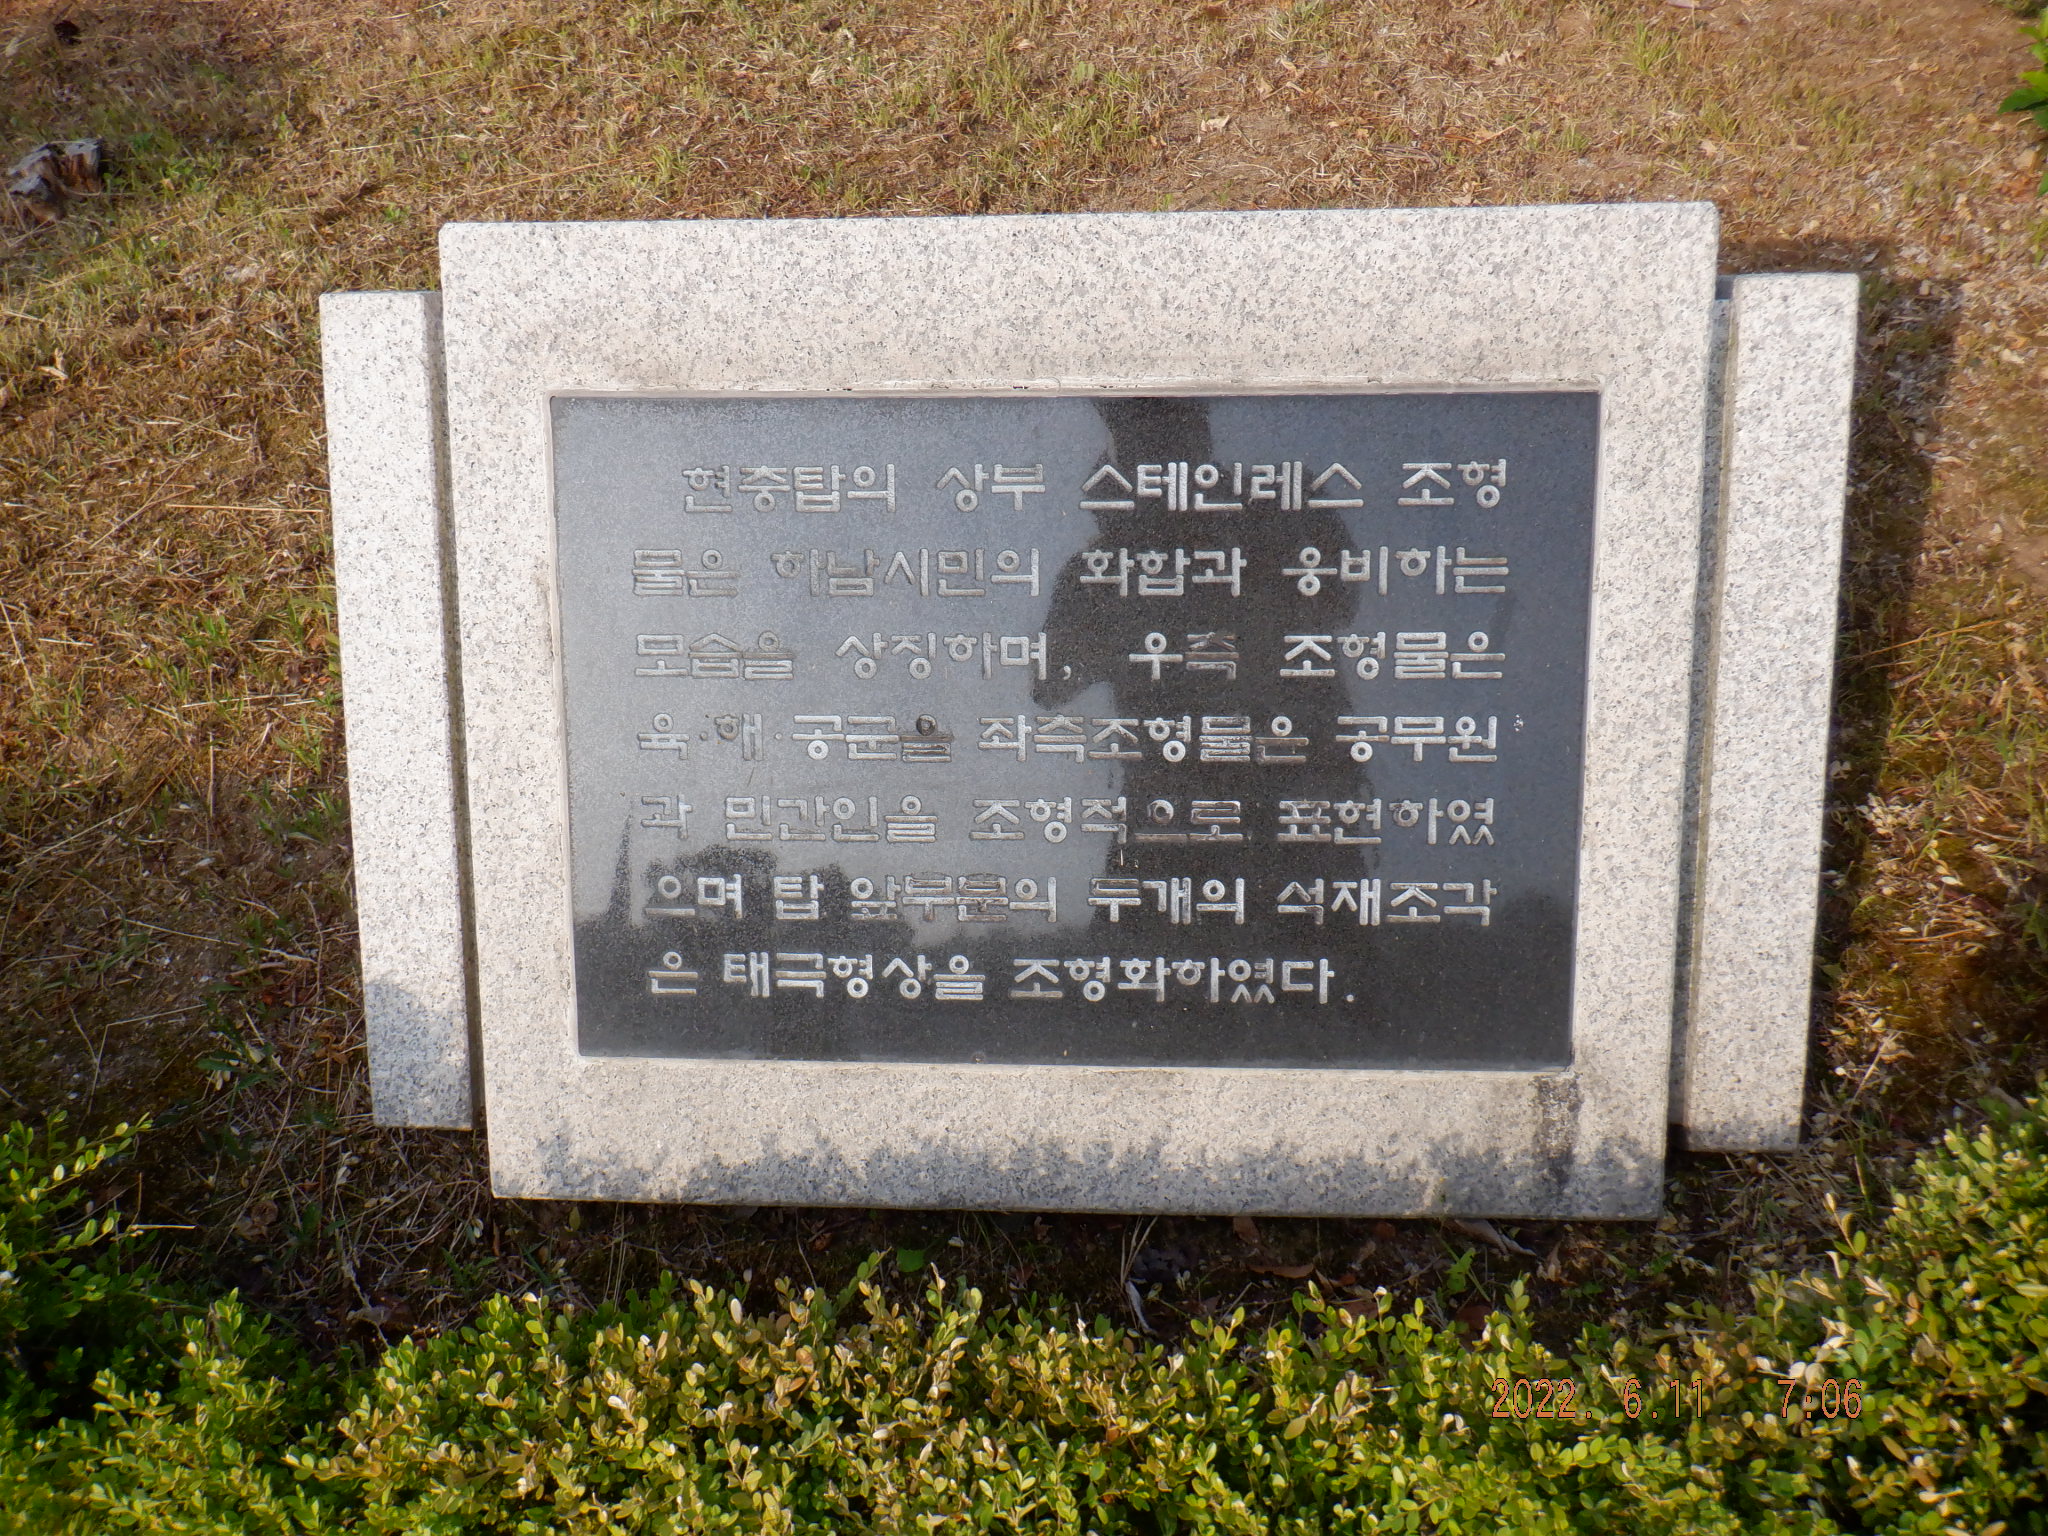 현충탑의 상부 스테인레스 조형
물은 하남시민의 화합과 웅비하는
모습을 상징하며, 우측 조형물은
육·해·공군을 좌측조형물은 공무원
과 민간인을 조형적으로 표현하였
으며 탑 앞부분의 두개의 석재조각
은 태극형상을 조형화하였다.
2022. 6.11 7:06